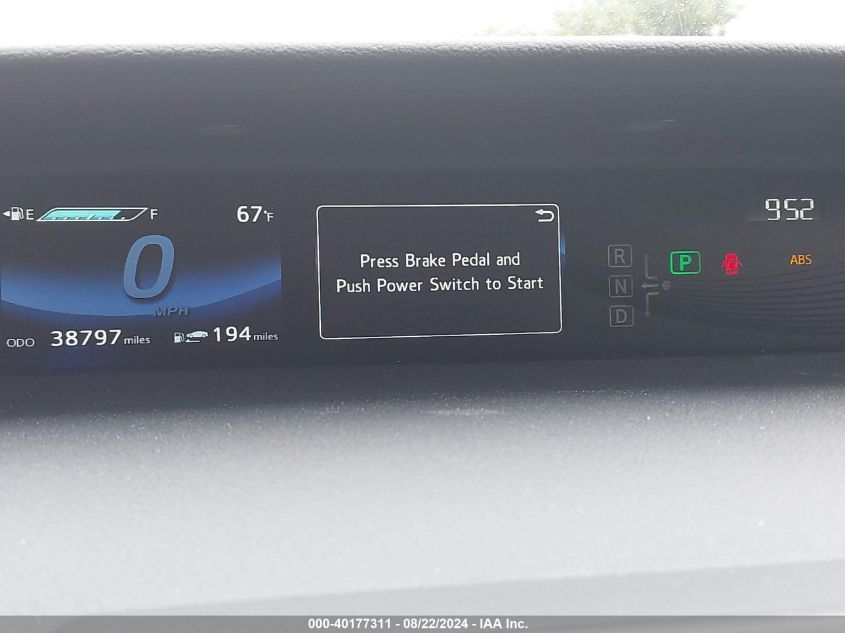 E F 67°F 952
0
MPH
ODO 38797 miles 194 miles
Press Brake Pedal and
Push Power Switch to Start
R
N
D
P
ABS
000-40177311 - 08/22/2024 - IAA Inc.